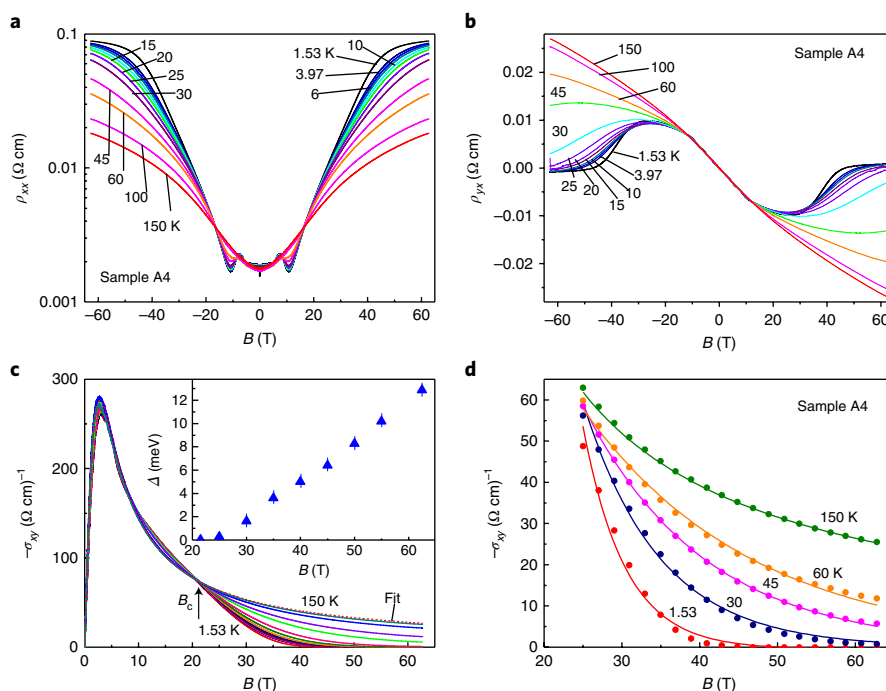 a
0.1
0.01
0.001
ρxx (Ω cm)
15
20
25
30
45
60
100
150 K
1.53 K
3.97
6
10
Sample A4
−60 −40 −20 0 20 40 60
B (T)
b
0.02
0.01
0.00
−0.01
−0.02
ρyx (Ω cm)
Sample A4
150
100
60
45
30
25
20
15
10
3.97
1.53 K
−60 −40 −20 0 20 40 60
B (T)
c
300
200
100
0
−σxy (Ω cm)⁻¹
12
10
8
6
4
2
0
Δ (meV)
20 30 40 50 60
B (T)
Bc
1.53 K
150 K
Fit
0 10 20 30 40 50 60
B (T)
d
60
50
40
30
20
10
0
−σxy (Ω cm)⁻¹
Sample A4
150 K
60 K
45
30
1.53
20 30 40 50 60
B (T)